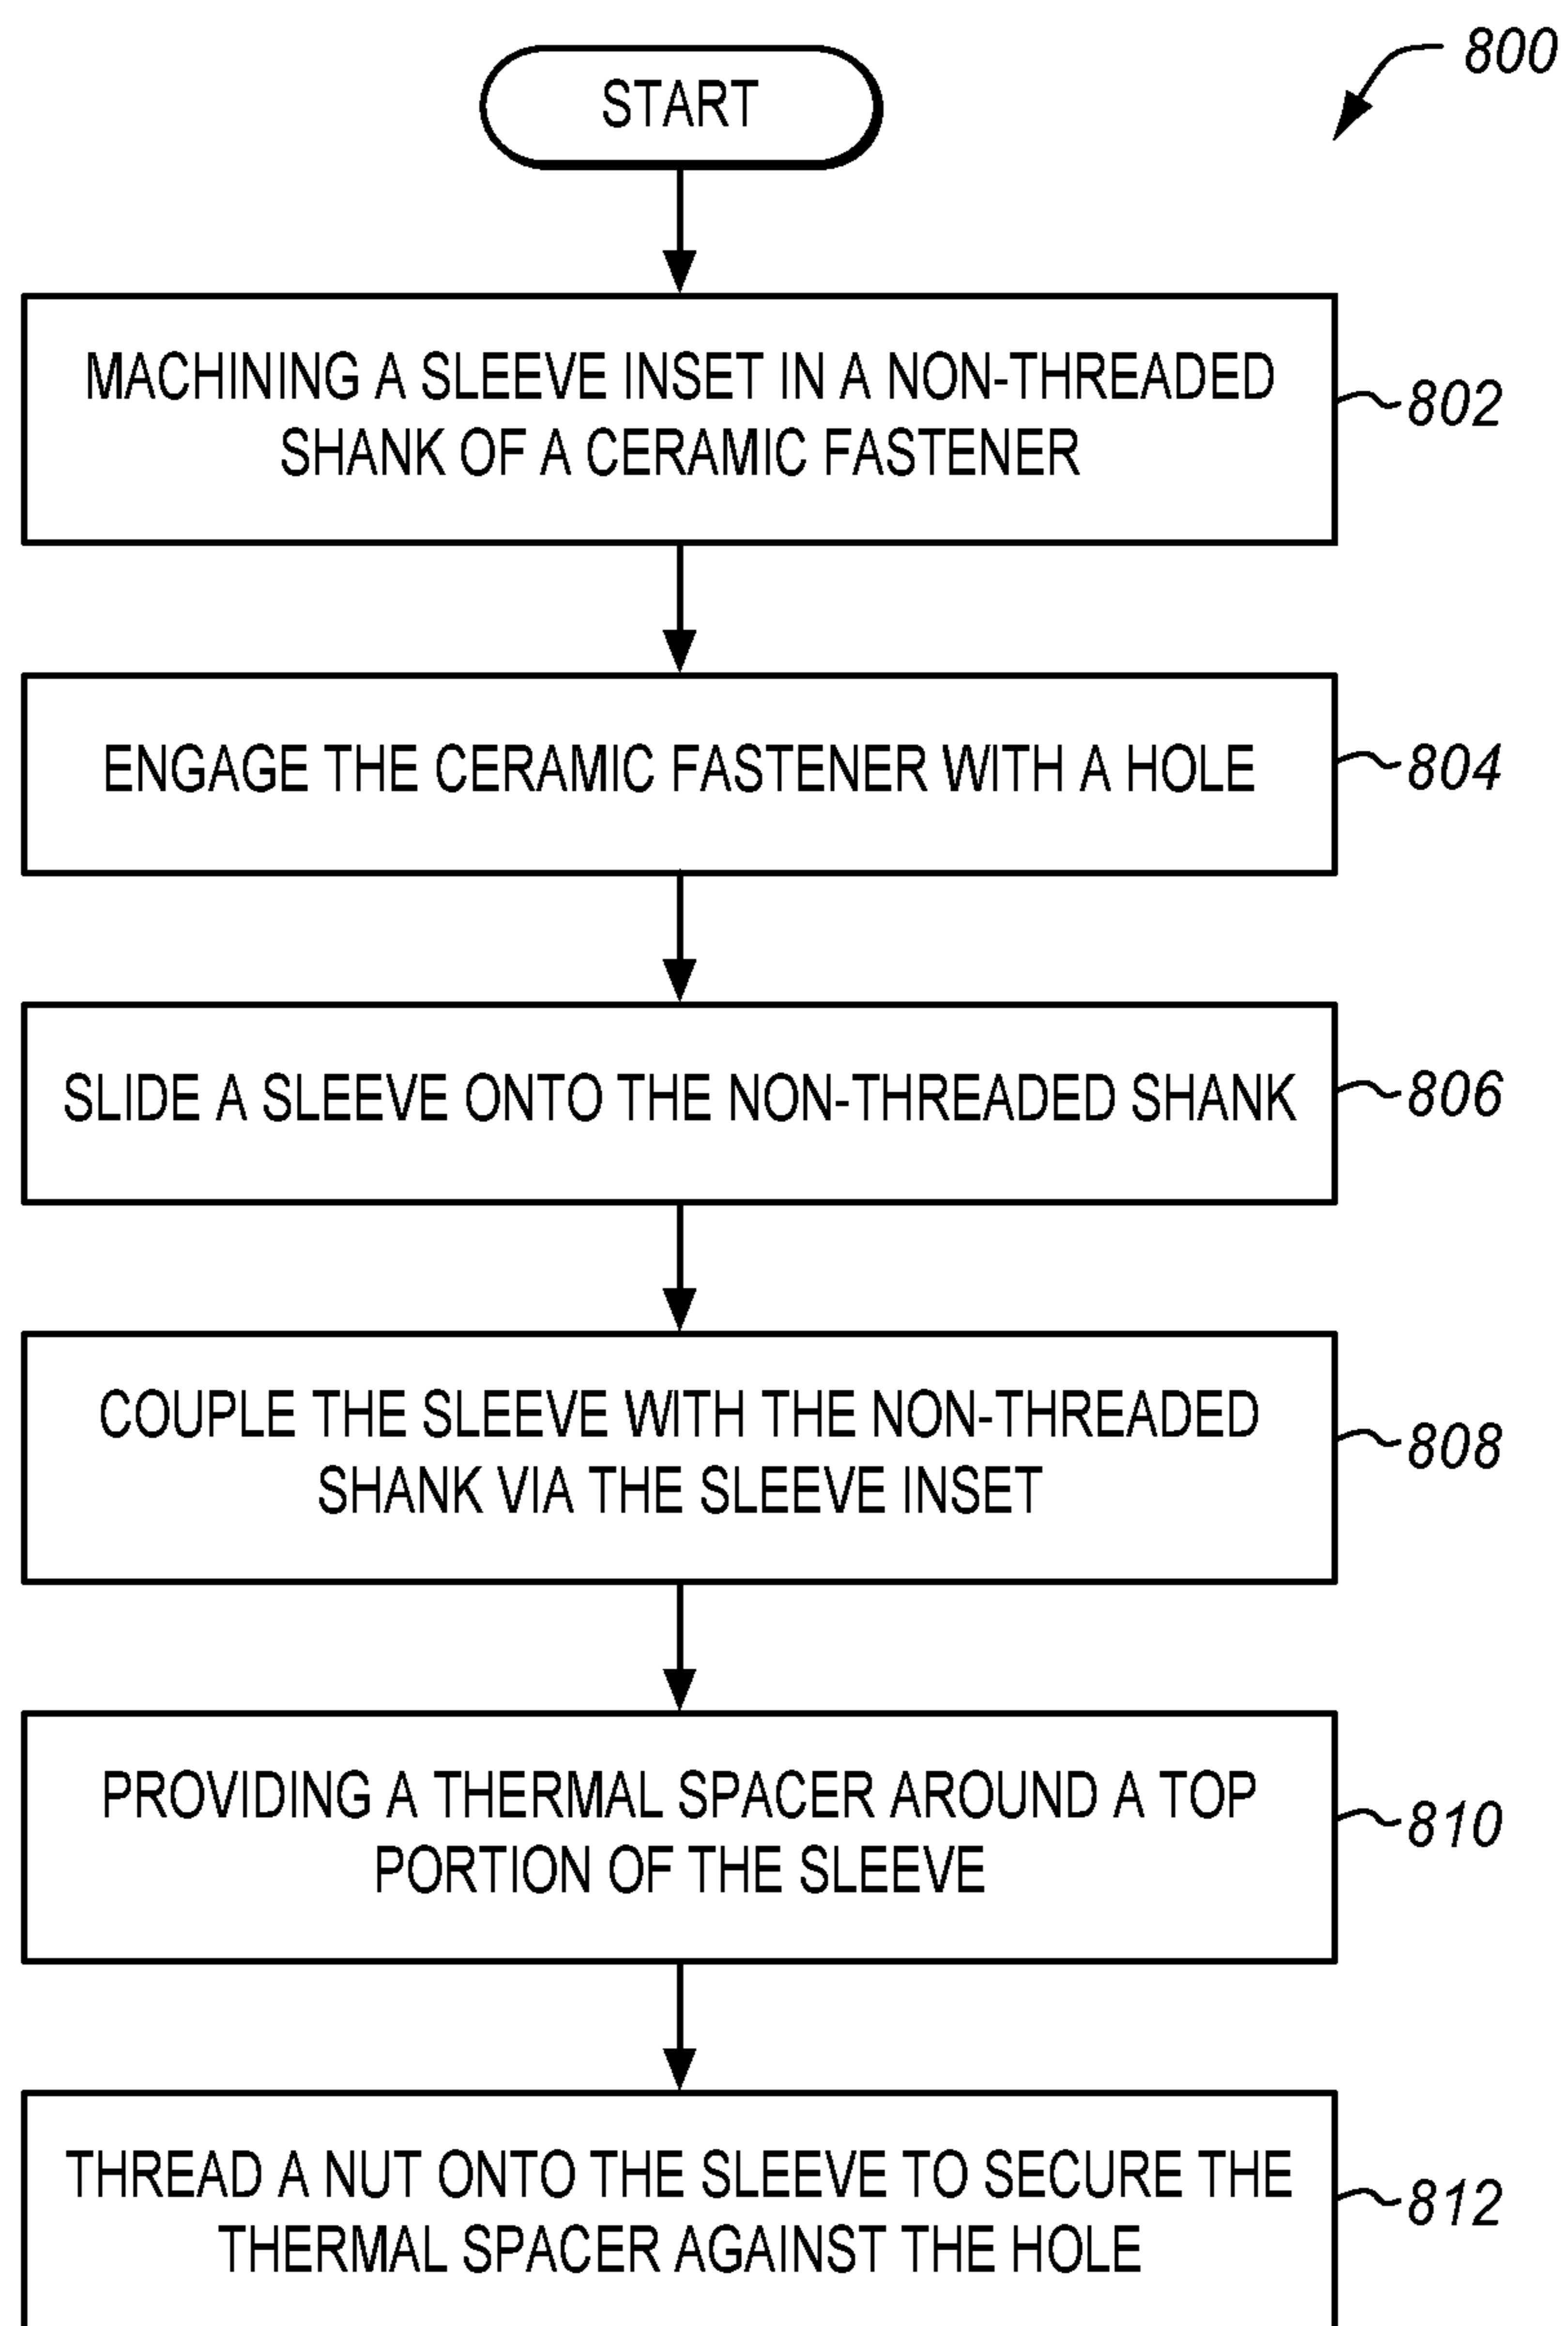 800
START
MACHINING A SLEEVE INSET IN A NON-THREADED
SHANK OF A CERAMIC FASTENER
802
ENGAGE THE CERAMIC FASTENER WITH A HOLE
804
SLIDE A SLEEVE ONTO THE NON-THREADED SHANK
806
COUPLE THE SLEEVE WITH THE NON-THREADED
SHANK VIA THE SLEEVE INSET
808
PROVIDING A THERMAL SPACER AROUND A TOP
PORTION OF THE SLEEVE
810
THREAD A NUT ONTO THE SLEEVE TO SECURE THE
THERMAL SPACER AGAINST THE HOLE
812